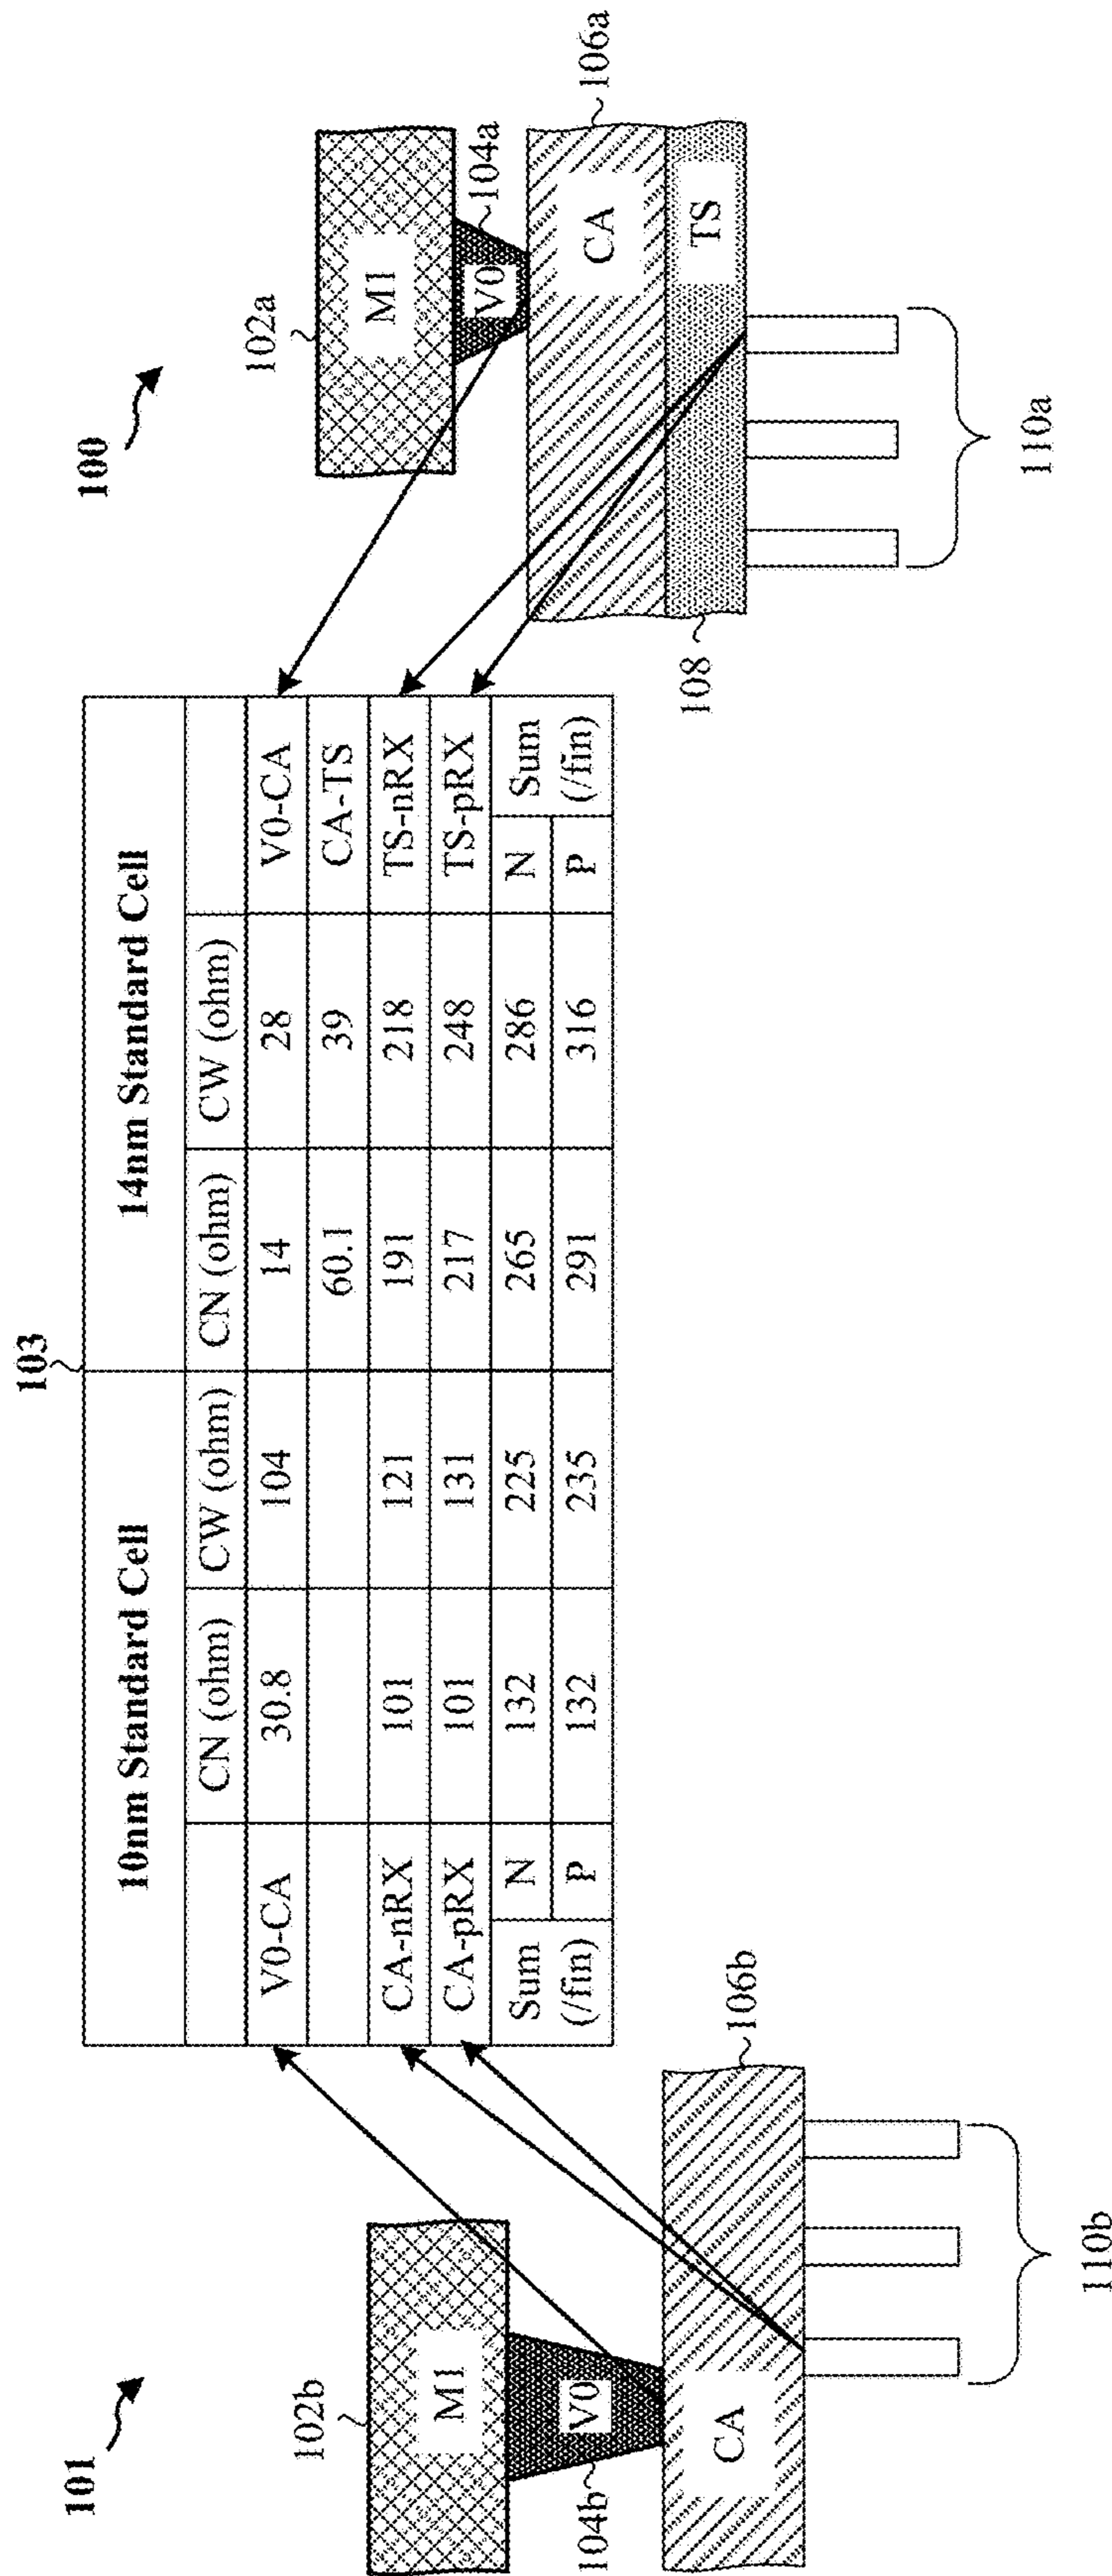 101
100
103
10nm Standard Cell 14nm Standard Cell
CN (ohm) CW (ohm) CN (ohm) CW (ohm)
V0-CA 30.8 104 14 28 V0-CA
60.1 39 CA-TS
CA-nRX 101 121 191 218 TS-nRX
CA-pRX 101 131 217 248 TS-pRX
Sum (/fin) N 132 225 265 286 N Sum (/fin)
P 132 235 291 316 P
102b
M1
V0
104b
CA
106b
110b
102a
M1
V0
104a
CA
106a
TS
108
110a